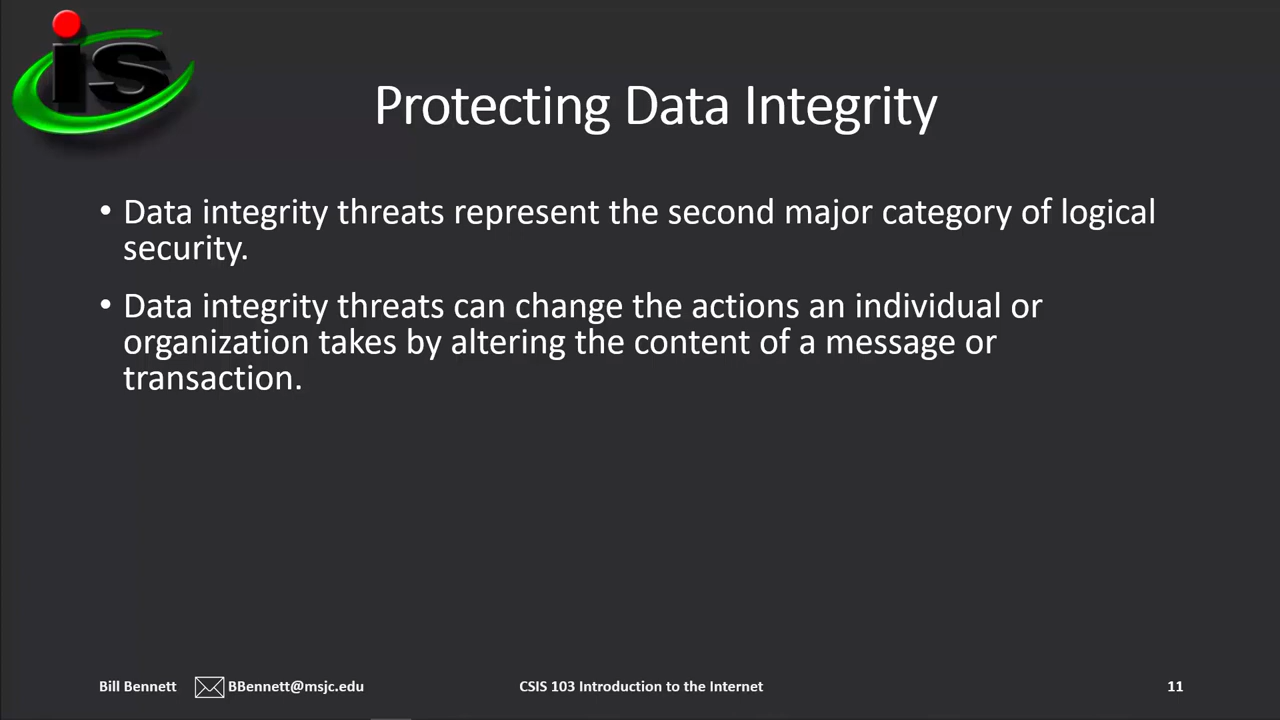 is
Protecting Data Integrity
• Data integrity threats represent the second major category of logical
security.
• Data integrity threats can change the actions an individual or
organization takes by altering the content of a message or
transaction.
Bill Bennett BBennett@msjc.edu CSIS 103 Introduction to the Internet 11